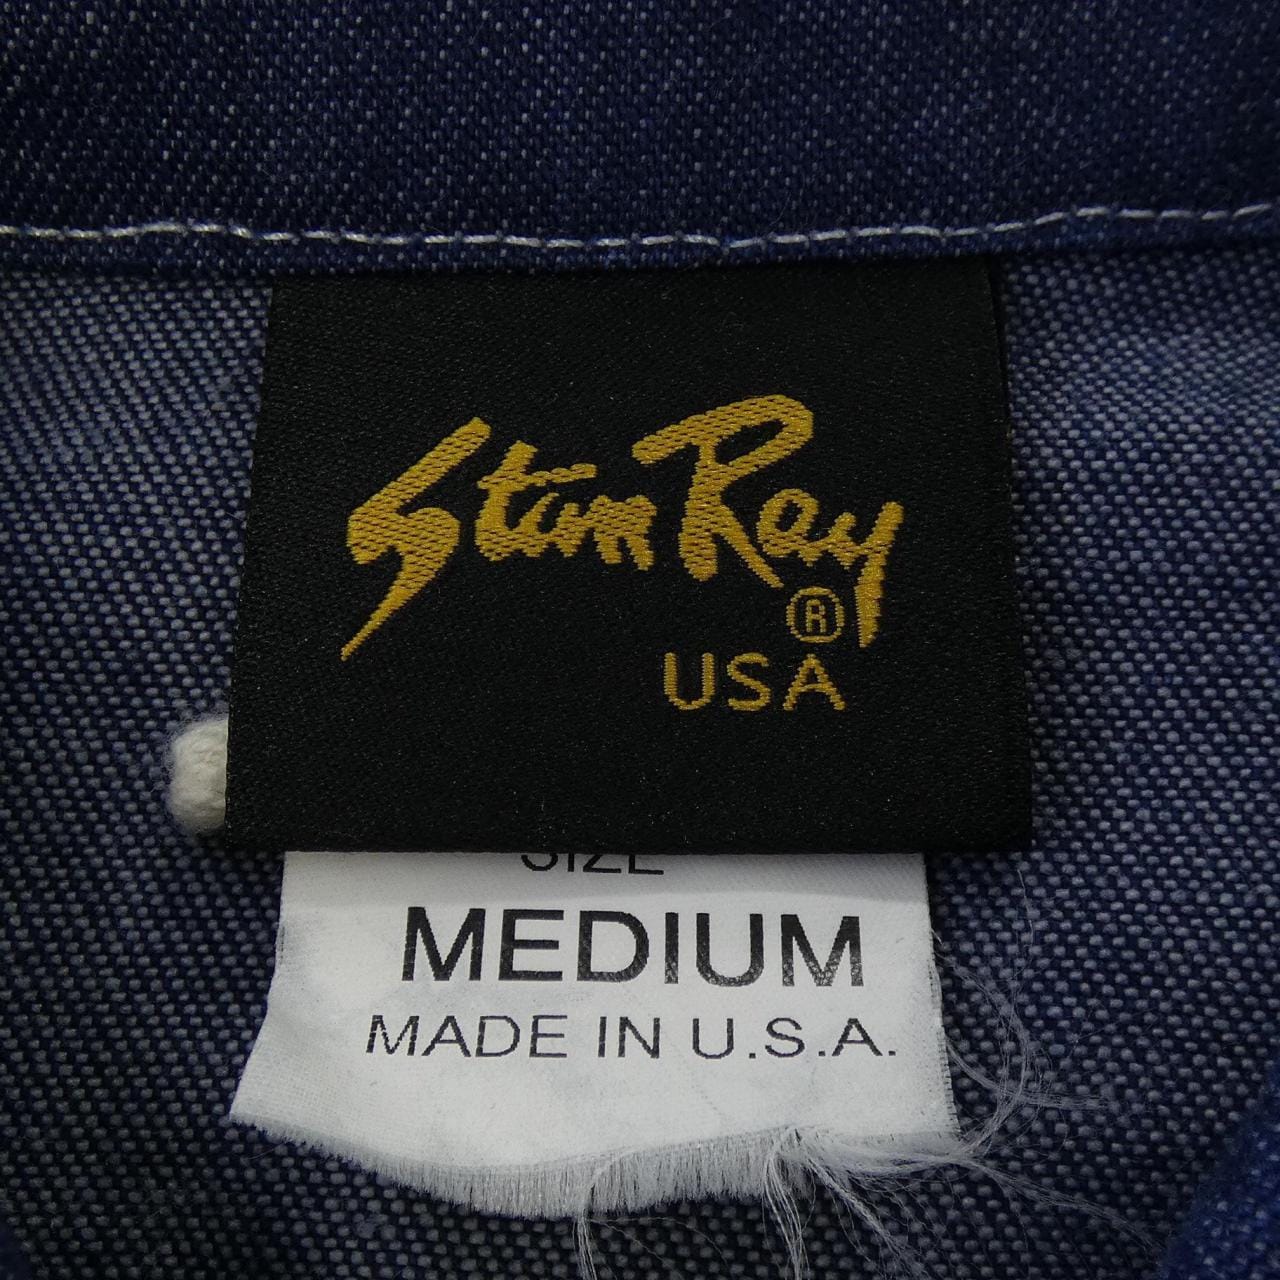 Stan Ray
®
USA
SIZE
MEDIUM
MADE IN U.S.A.